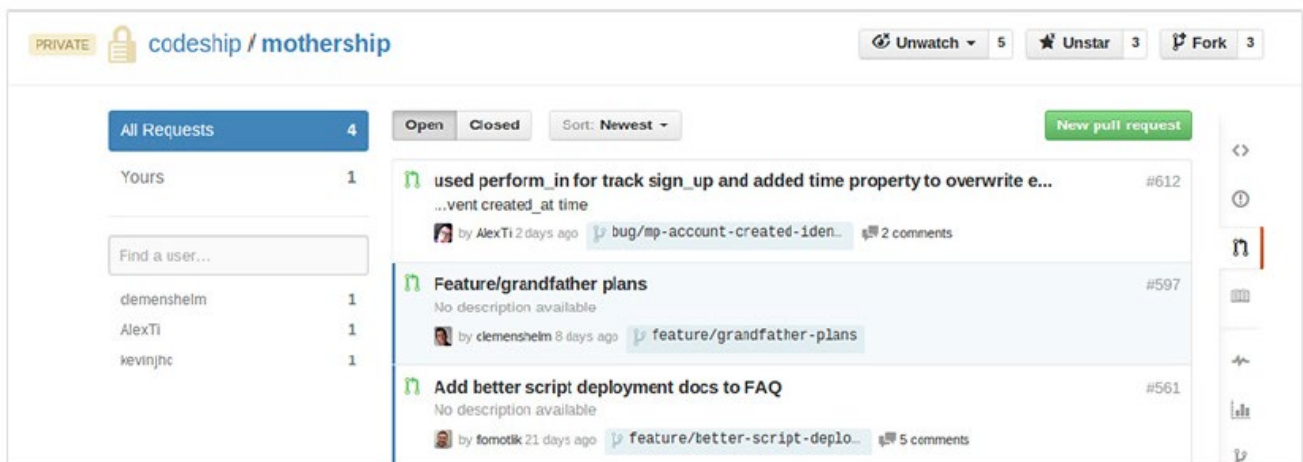 PRIVATE codeship / mothership Unwatch 5 Unstar 3 Fork 3
All Requests 4
Yours 1
Find a user...
clemenshelm 1
AlexTi 1
kevinjhc 1
Open Closed Sort: Newest New pull request
used perform_in for track sign_up and added time property to overwrite e... #612
...vent created_at time
by AlexTi 2 days ago bug/mp-account-created-iden… 2 comments
Feature/grandfather plans #597
No description available
by clemenshelm 8 days ago feature/grandfather-plans
Add better script deployment docs to FAQ #561
No description available
by fomotlik 21 days ago feature/better-script-deplo… 5 comments